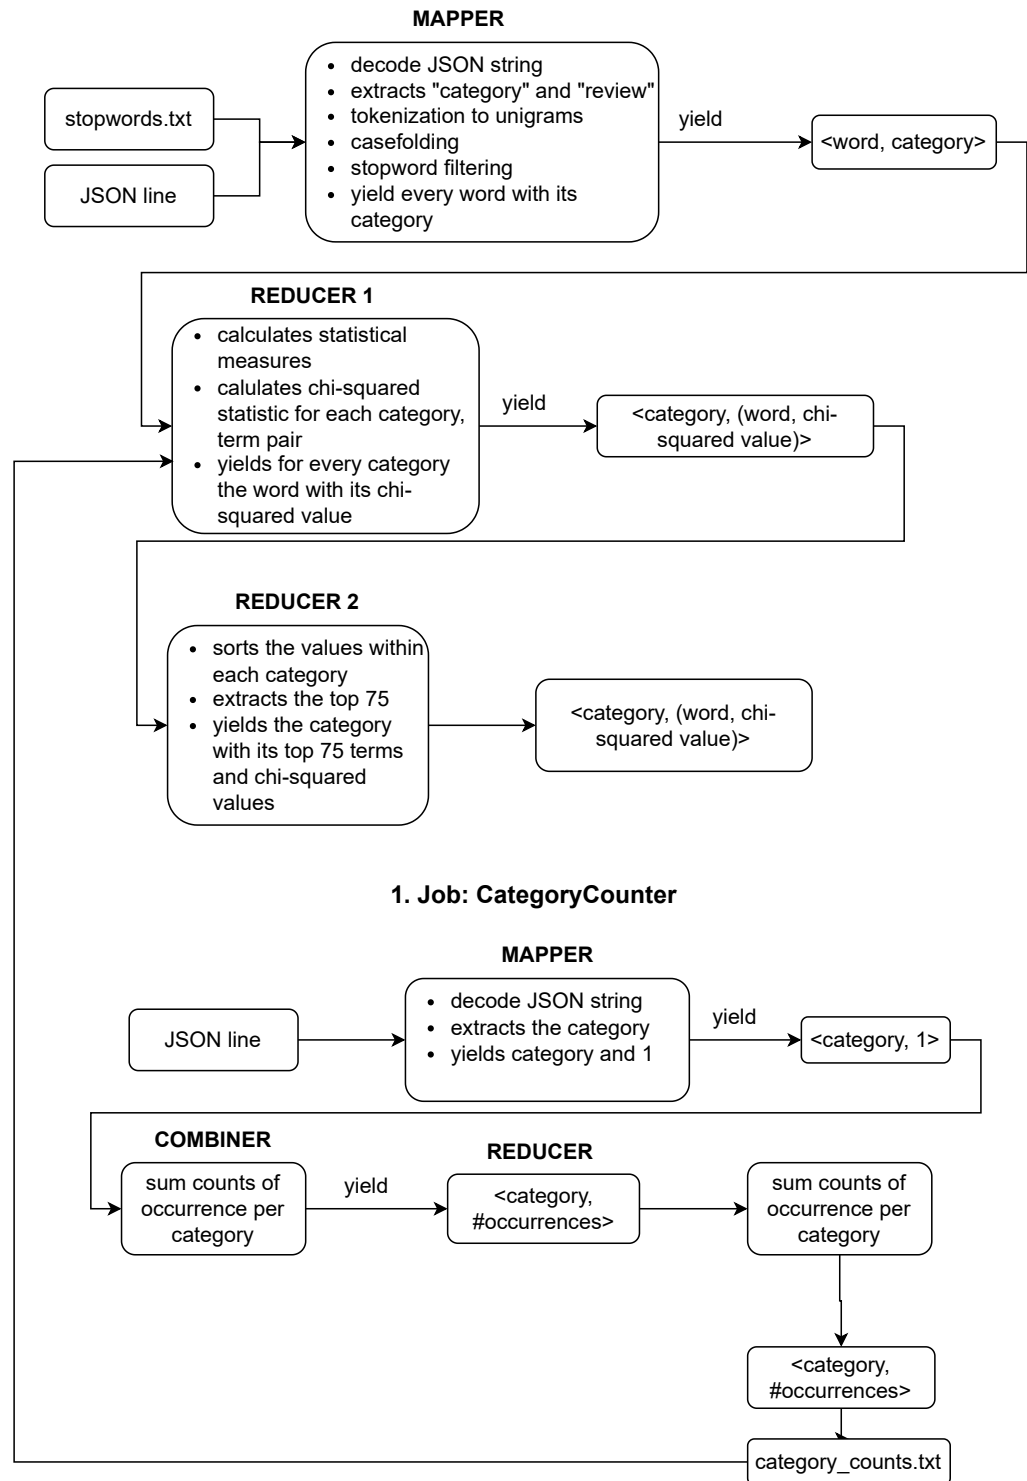 MAPPER
stopwords.txt
JSON line
• decode JSON string
• extracts "category" and "review"
• tokenization to unigrams
• casefolding
• stopword filtering
• yield every word with its
category
yield
<word, category>
REDUCER 1
• calculates statistical
measures
• calulates chi-squared
statistic for each category,
term pair
• yields for every category
the word with its chi-
squared value
yield
<category, (word, chi-
squared value)>
REDUCER 2
• sorts the values within
each category
• extracts the top 75
• yields the category
with its top 75 terms
and chi-squared
values
<category, (word, chi-
squared value)>
1. Job: CategoryCounter
MAPPER
JSON line
• decode JSON string
• extracts the category
• yields category and 1
yield
<category, 1>
COMBINER
sum counts of
occurrence per
category
yield
REDUCER
<category,
#occurrences>
sum counts of
occurrence per
category
<category,
#occurrences>
category_counts.txt